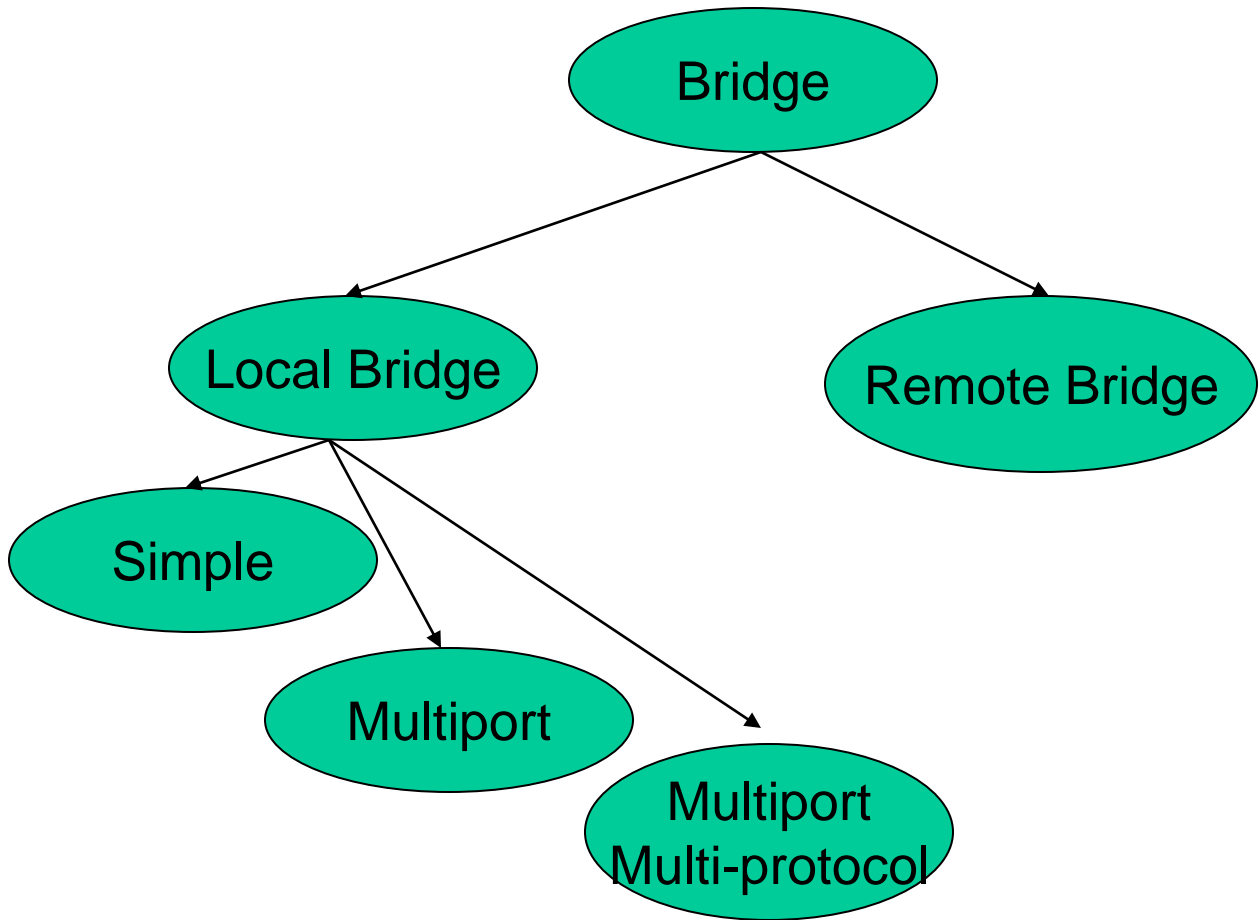 Bridge
Local Bridge
Remote Bridge
Simple
Multiport
Multiport
Multi-protocol